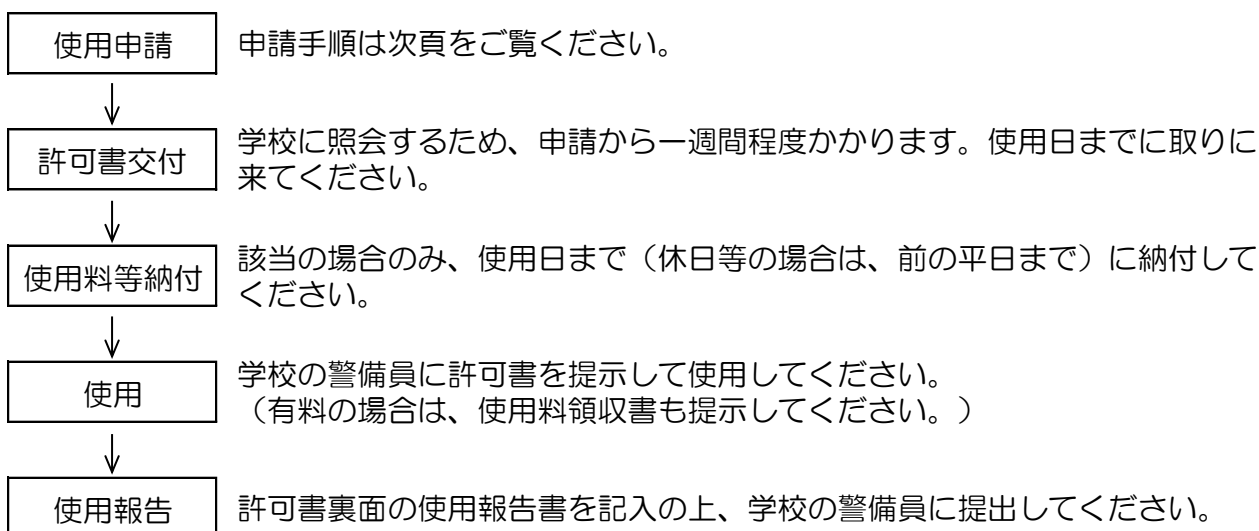 使用申請
申請手順は次頁をご覧ください。
許可書交付
学校に照会するため、申請から一週間程度かかります。使用日までに取りに
来てください。
使用料等納付
該当の場合のみ、使用日まで（休日等の場合は、前の平日まで）に納付して
ください。
使用
学校の警備員に許可書を提示して使用してください。
（有料の場合は、使用料領収書も提示してください。）
使用報告
許可書裏面の使用報告書を記入の上、学校の警備員に提出してください。